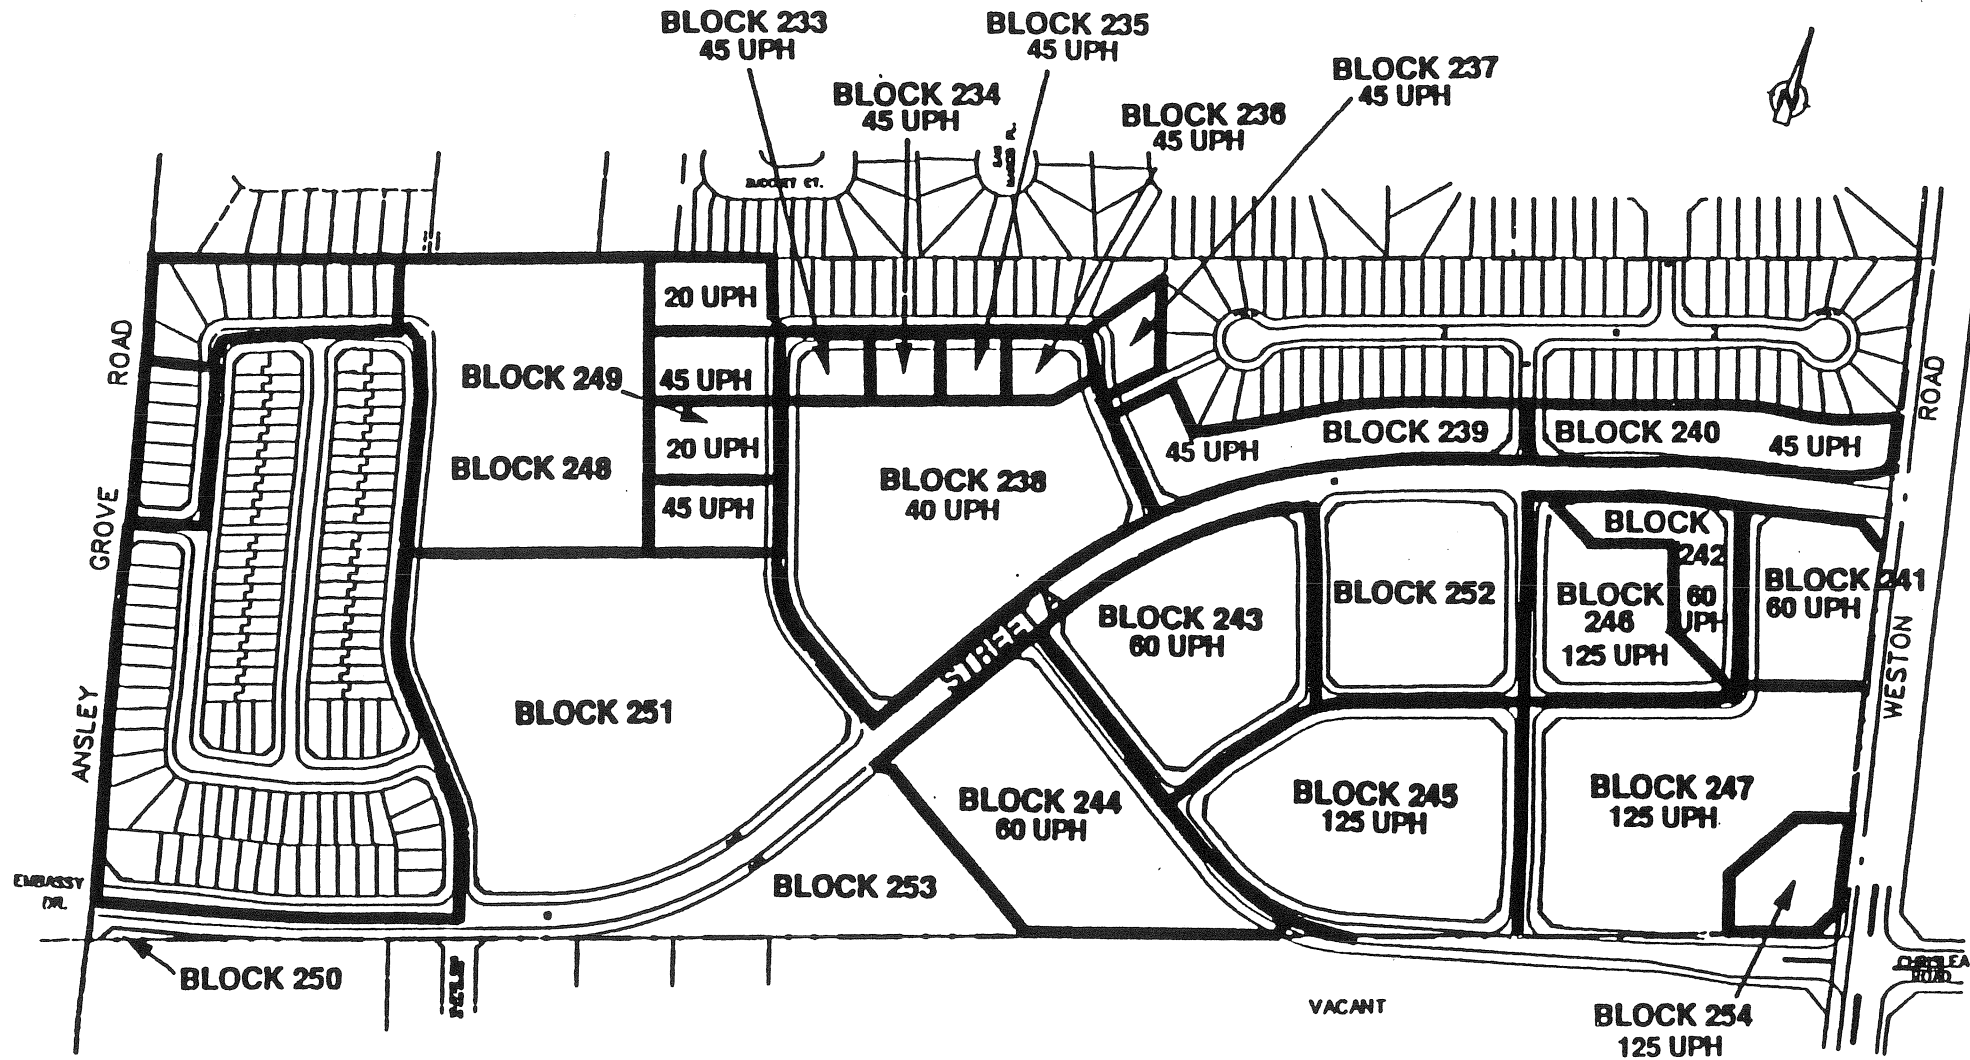 BLOCK 233
45 UPH
BLOCK 235
45 UPH
BLOCK 234
45 UPH
BLOCK 237
45 UPH
BLOCK 236
45 UPH
N
CT.
20 UPH
ROAD
BLOCK 249
45 UPH
20 UPH
BLOCK 248
45 UPH
BLOCK 238
40 UPH
45 UPH
BLOCK 239
BLOCK 240
45 UPH
ROAD
GROVE
BLOCK
242
60
UPH
BLOCK 241
60 UPH
BLOCK 252
BLOCK
246
125 UPH
BLOCK 243
60 UPH
STREET A
WESTON
ANSLEY
BLOCK 251
BLOCK 244
60 UPH
BLOCK 245
125 UPH
BLOCK 247
125 UPH
EMBASSY
DR.
BLOCK 253
BLOCK 250
CHRISLEA
ROAD
VACANT
BLOCK 254
125 UPH